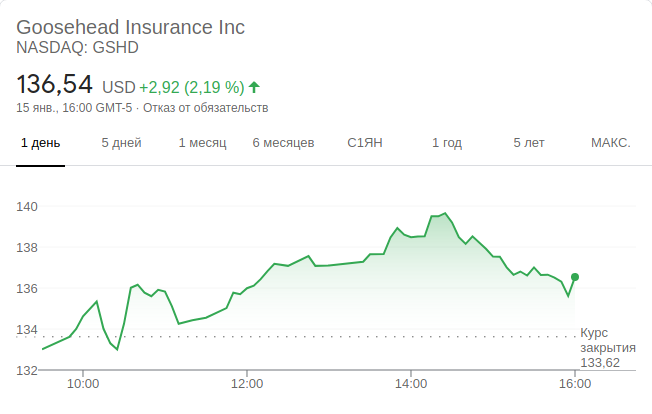 Goosehead Insurance Inc
NASDAQ: GSHD
136,54 USD +2,92 (2,19 %)
15 янв., 16:00 GMT-5 · Отказ от обязательств
1 день 5 дней 1 месяц 6 месяцев С1ЯН 1 год 5 лет МАКС.
140
138
136
134
132
Курс
закрытия
133,62
10:00 12:00 14:00 16:00